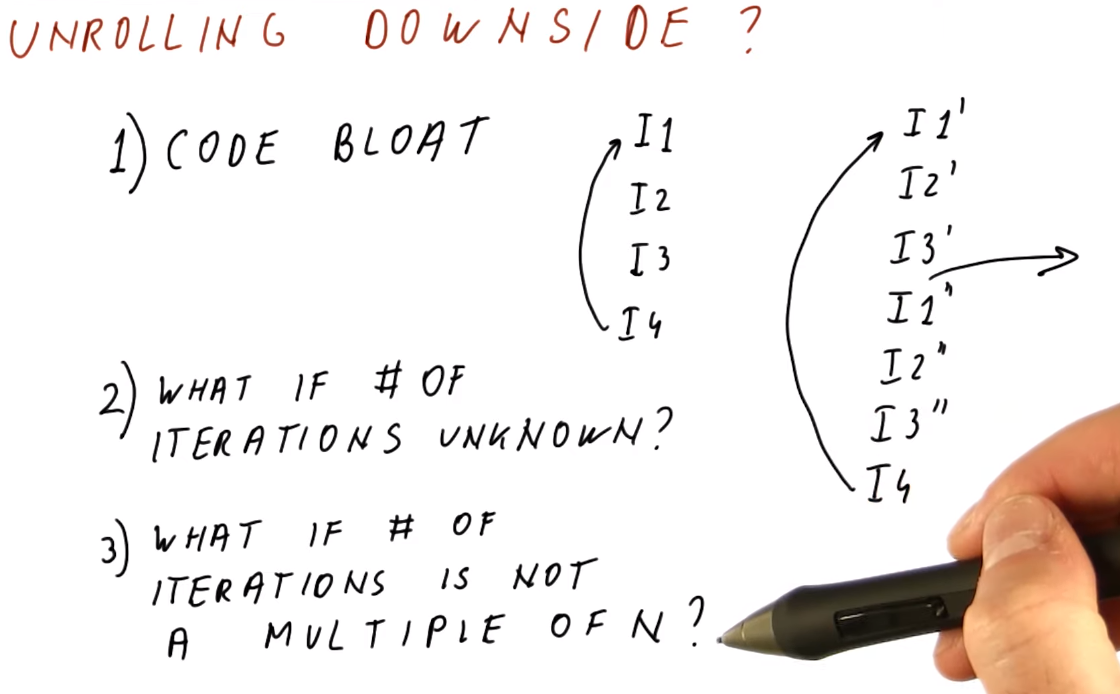 UNROLLING DOWNSIDE ?
1) CODE BLOAT
I1
I2
I3
I4
I1'
I2'
I3'
I1"
I2"
I3"
I4
2) WHAT IF # OF
ITERATIONS UNKNOWN?
3) WHAT IF # OF
ITERATIONS IS NOT
A MULTIPLE OF N?